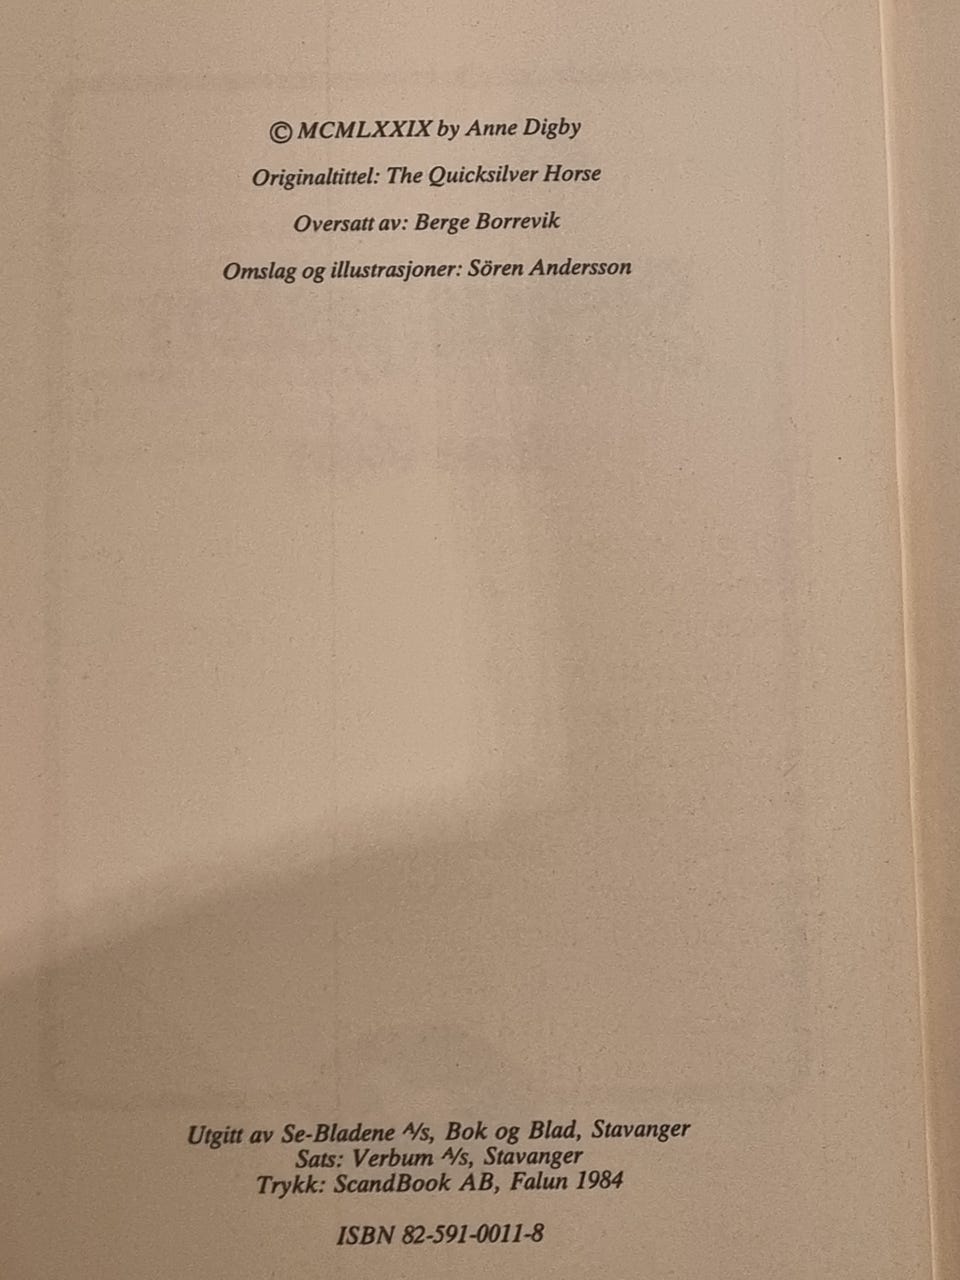 © MCMLXXIX by Anne Digby
Originaltittel: The Quicksilver Horse
Oversatt av: Berge Borrevik
Omslag og illustrasjoner: Sören Andersson
Utgitt av Se-Bladene A/s, Bok og Blad, Stavanger
Sats: Verbum A/s, Stavanger
Trykk: ScandBook AB, Falun 1984
ISBN 82-591-0011-8